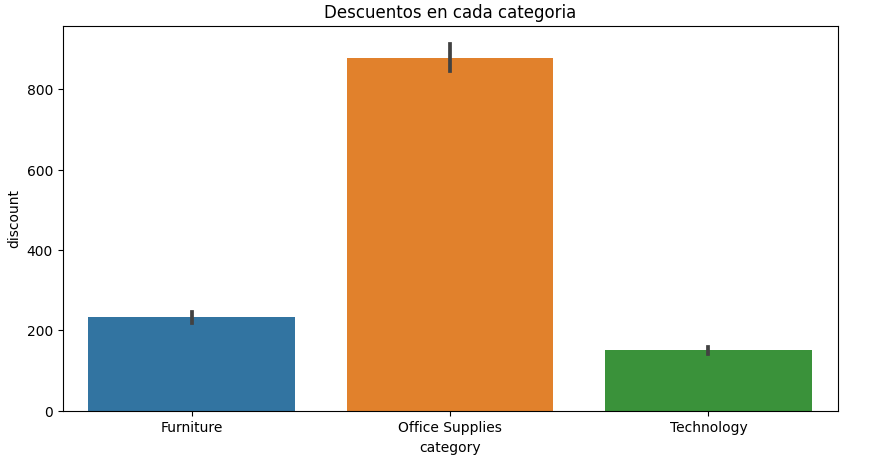 Descuentos en cada categoria
discount
800
600
400
200
0
Furniture
Office Supplies
Technology
category